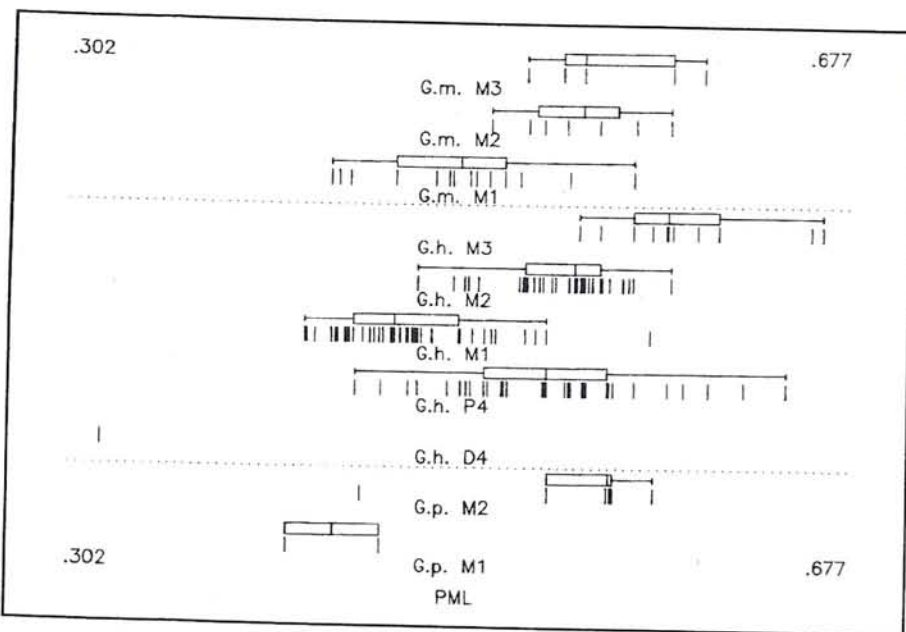 .302 .677
G.m. M3
G.m. M2
G.m. M1
G.h. M3
G.h. M2
G.h. M1
G.h. P4
G.h. D4
G.p. M2
G.p. M1
.302 .677
PML